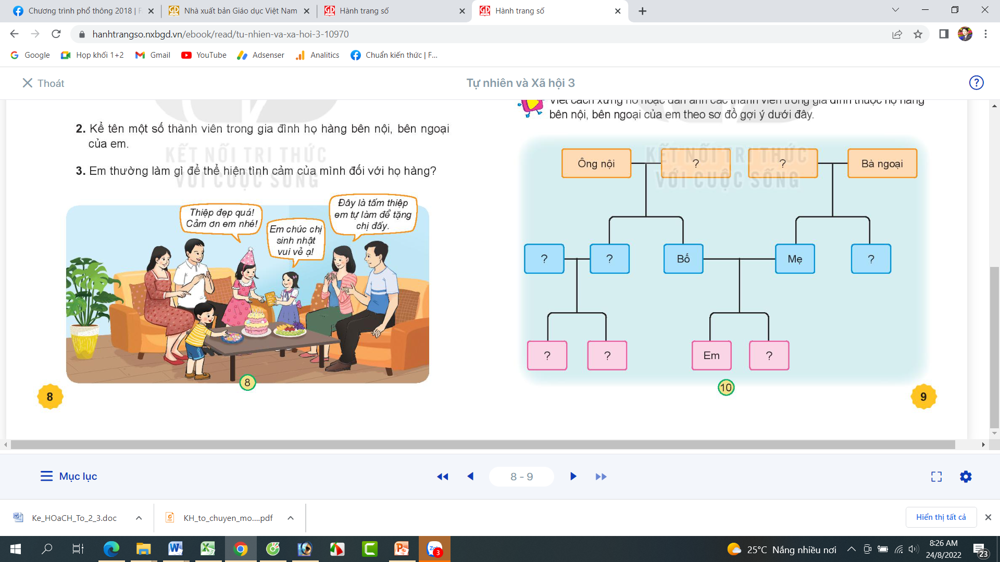 Chương trình phổ thông 2018 | F
Nhà xuất bản Giáo dục Việt Nam
Hành trang số
Hành trang số
hanhtrangso.nxbgd.vn/ebook/read/tu-nhien-va-xa-hoi-3-10970
Google
Họp khối 1+2
Gmail
YouTube
Adsenser
Analitics
Chuẩn kiến thức | F...
Thoát
Tự nhiên và Xã hội 3
?
2. Kể tên một số thành viên trong gia đình họ hàng bên nội, bên ngoại
của em.
3. Em thường làm gì để thể hiện tình cảm của mình đối với họ hàng?
KẾT NỐI TRI THỨC
VỚI CUỘC SỐNG
Thiệp đẹp quá!
Cảm ơn em nhé!
Em chúc chị
sinh nhật
vui vẻ ạ!
Đây là tấm thiệp
em tự làm để tặng
chị đấy.
8
8
Viết cách xưng hô hoặc dán ảnh các thành viên trong gia đình thuộc họ hàng
bên nội, bên ngoại của em theo sơ đồ gợi ý dưới đây.
KẾT NỐI TRI THỨC
VỚI CUỘC SỐNG
Ông nội
?
?
Bà ngoại
?
?
Bố
Mẹ
?
?
?
Em
?
10
9
Mục lục
8 - 9
Ke_HOaCH_To_2_3.doc
KH_to_chuyen_mo....pdf
Hiển thị tất cả
3
25°C Nắng nhiều nơi
8:26 AM
24/8/2022
23